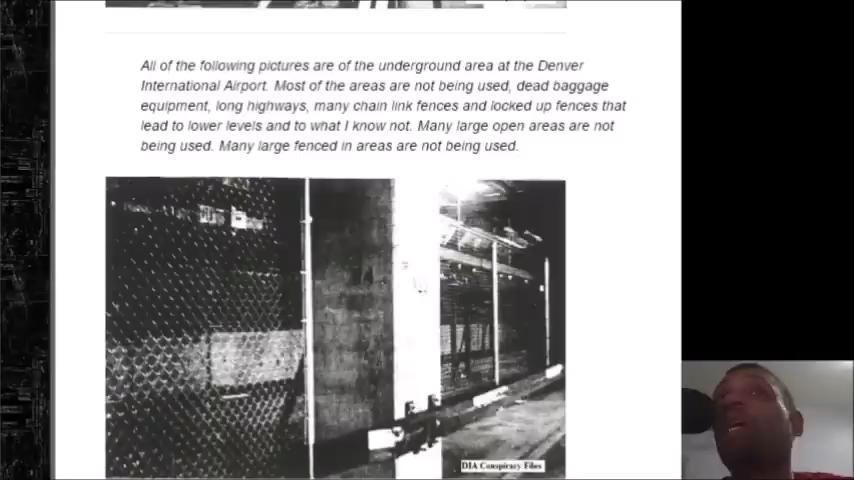 All of the following pictures are of the underground area at the Denver
International Airport. Most of the areas are not being used, dead baggage
equipment, long highways, many chain link fences and locked up fences that
lead to lower levels and to what I know not. Many large open areas are not
being used. Many large fenced in areas are not being used.
DIA Conspiracy Files